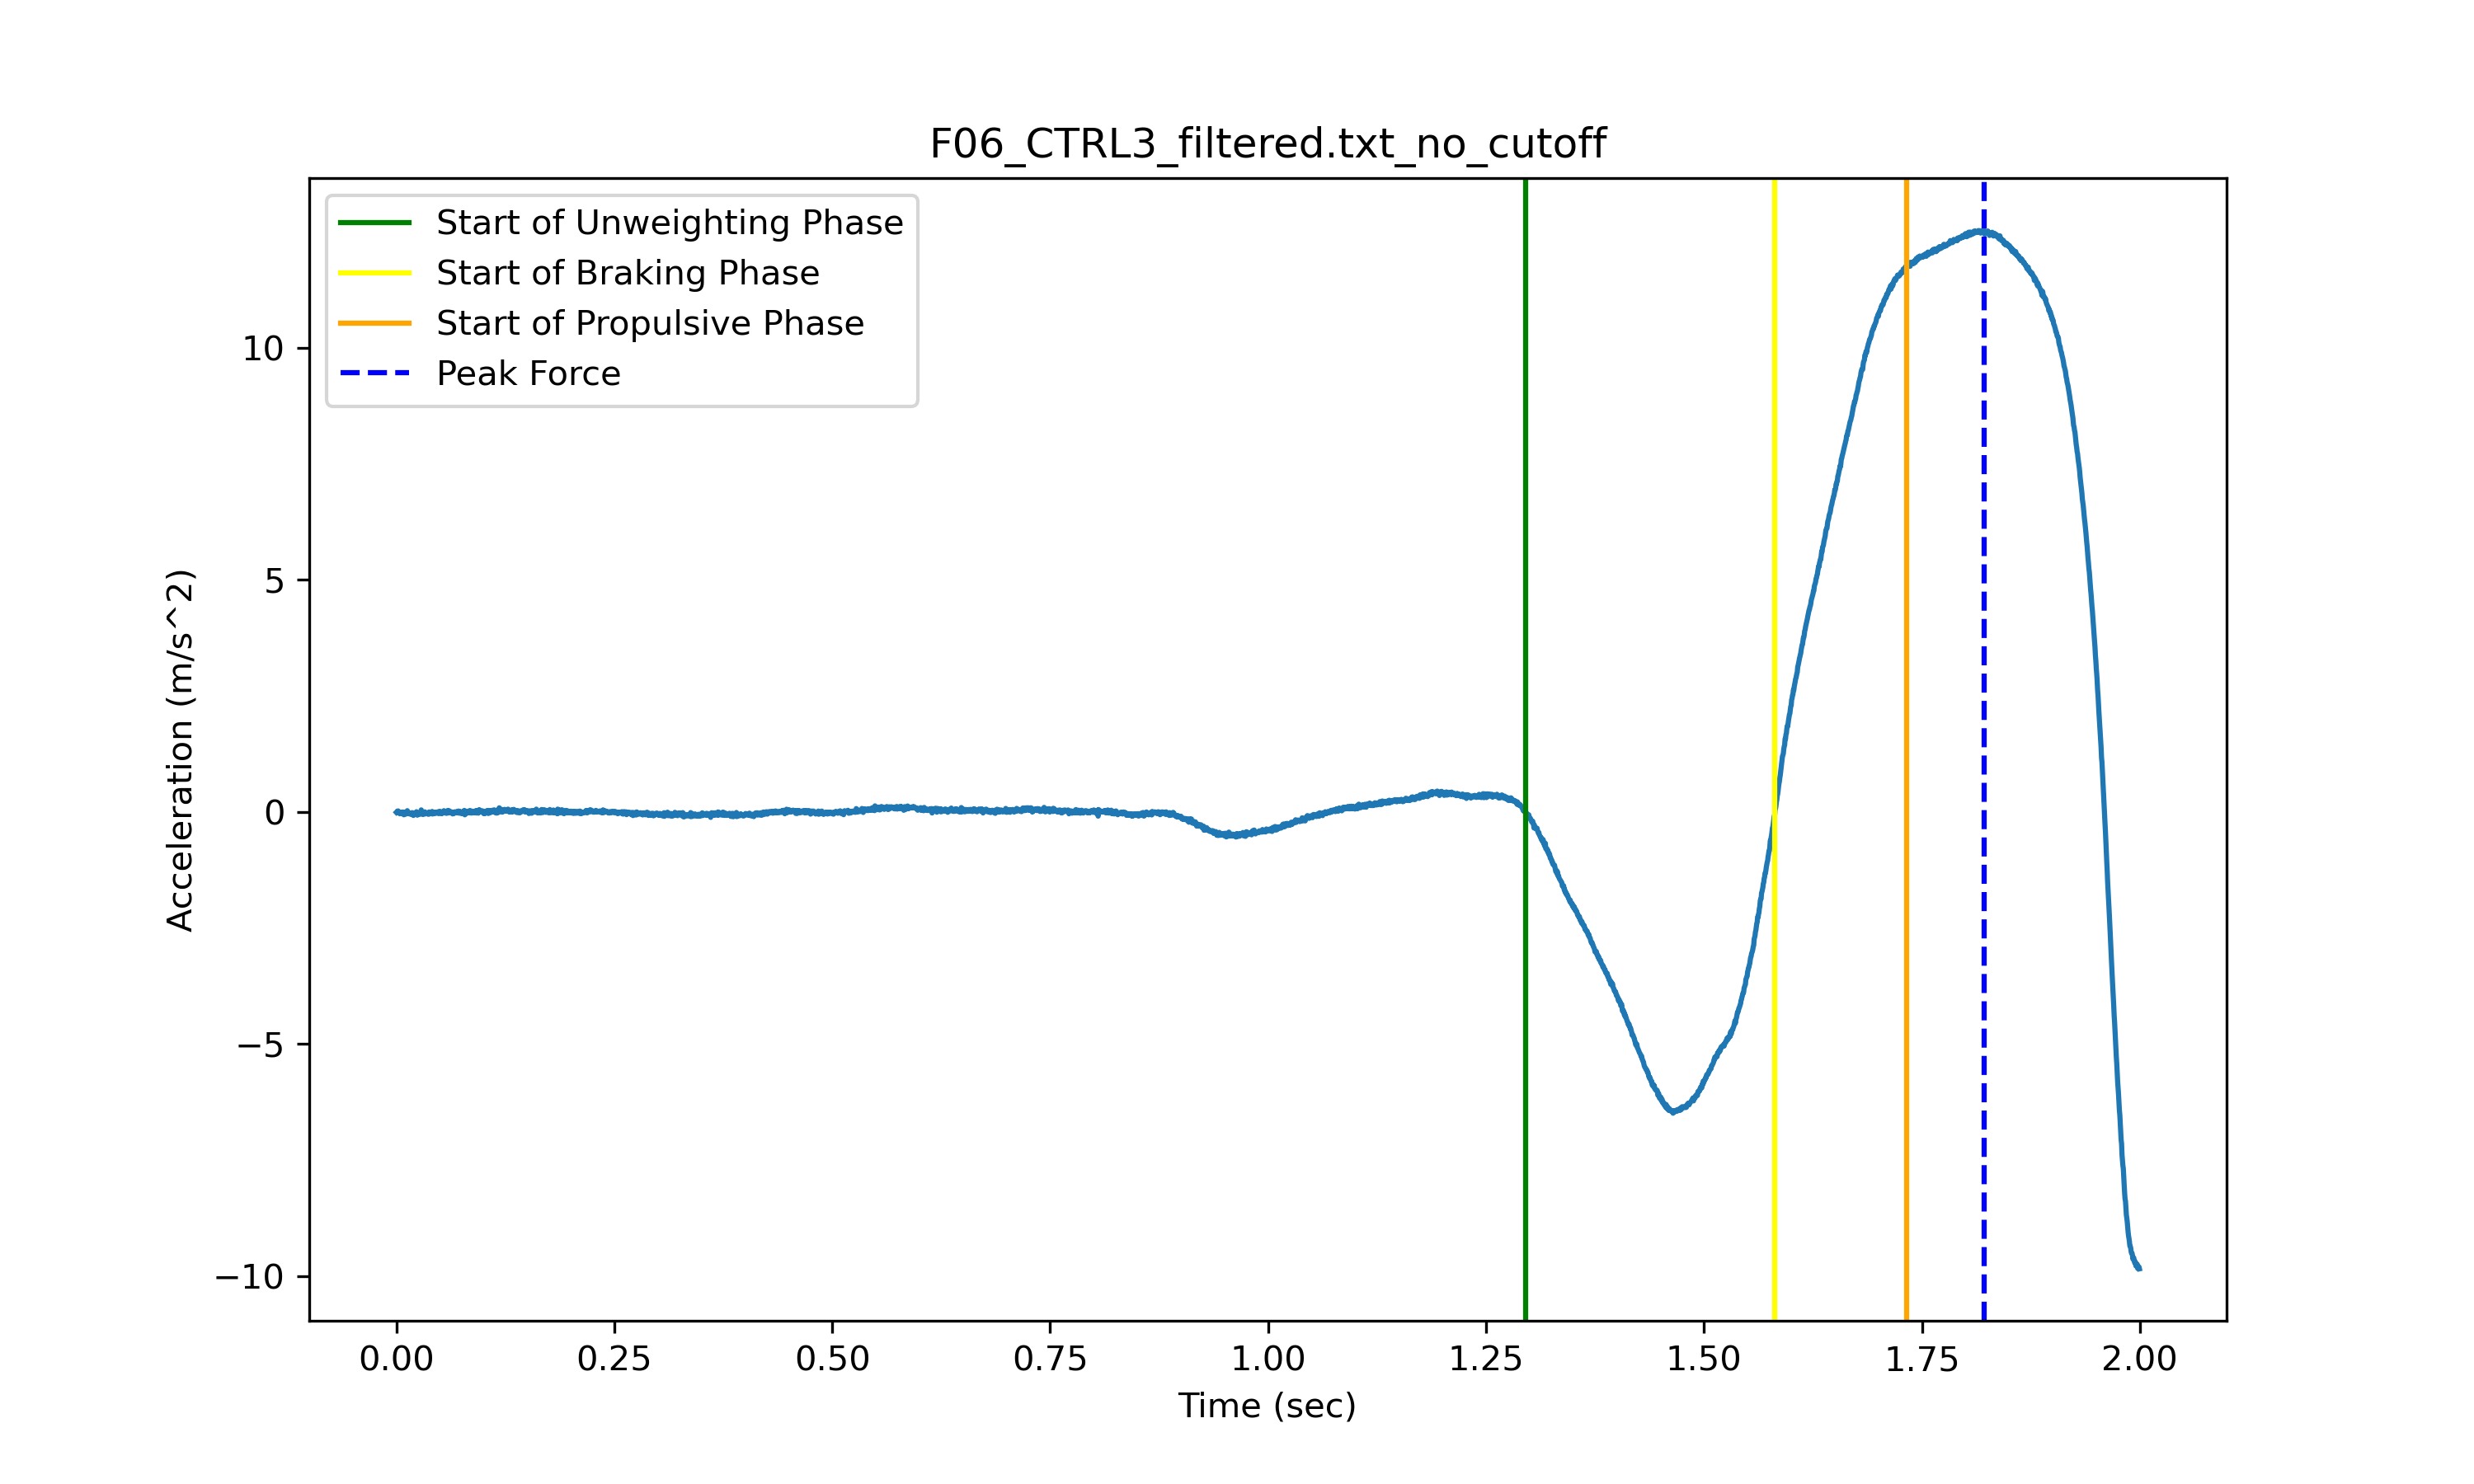 F06_CTRL3_filtered.txt_no_cutoff
Start of Unweighting Phase
Start of Braking Phase
Start of Propulsive Phase
Peak Force
10
5
0
−5
−10
Acceleration (m/s^2)
0.00 0.25 0.50 0.75 1.00 1.25 1.50 1.75 2.00
Time (sec)